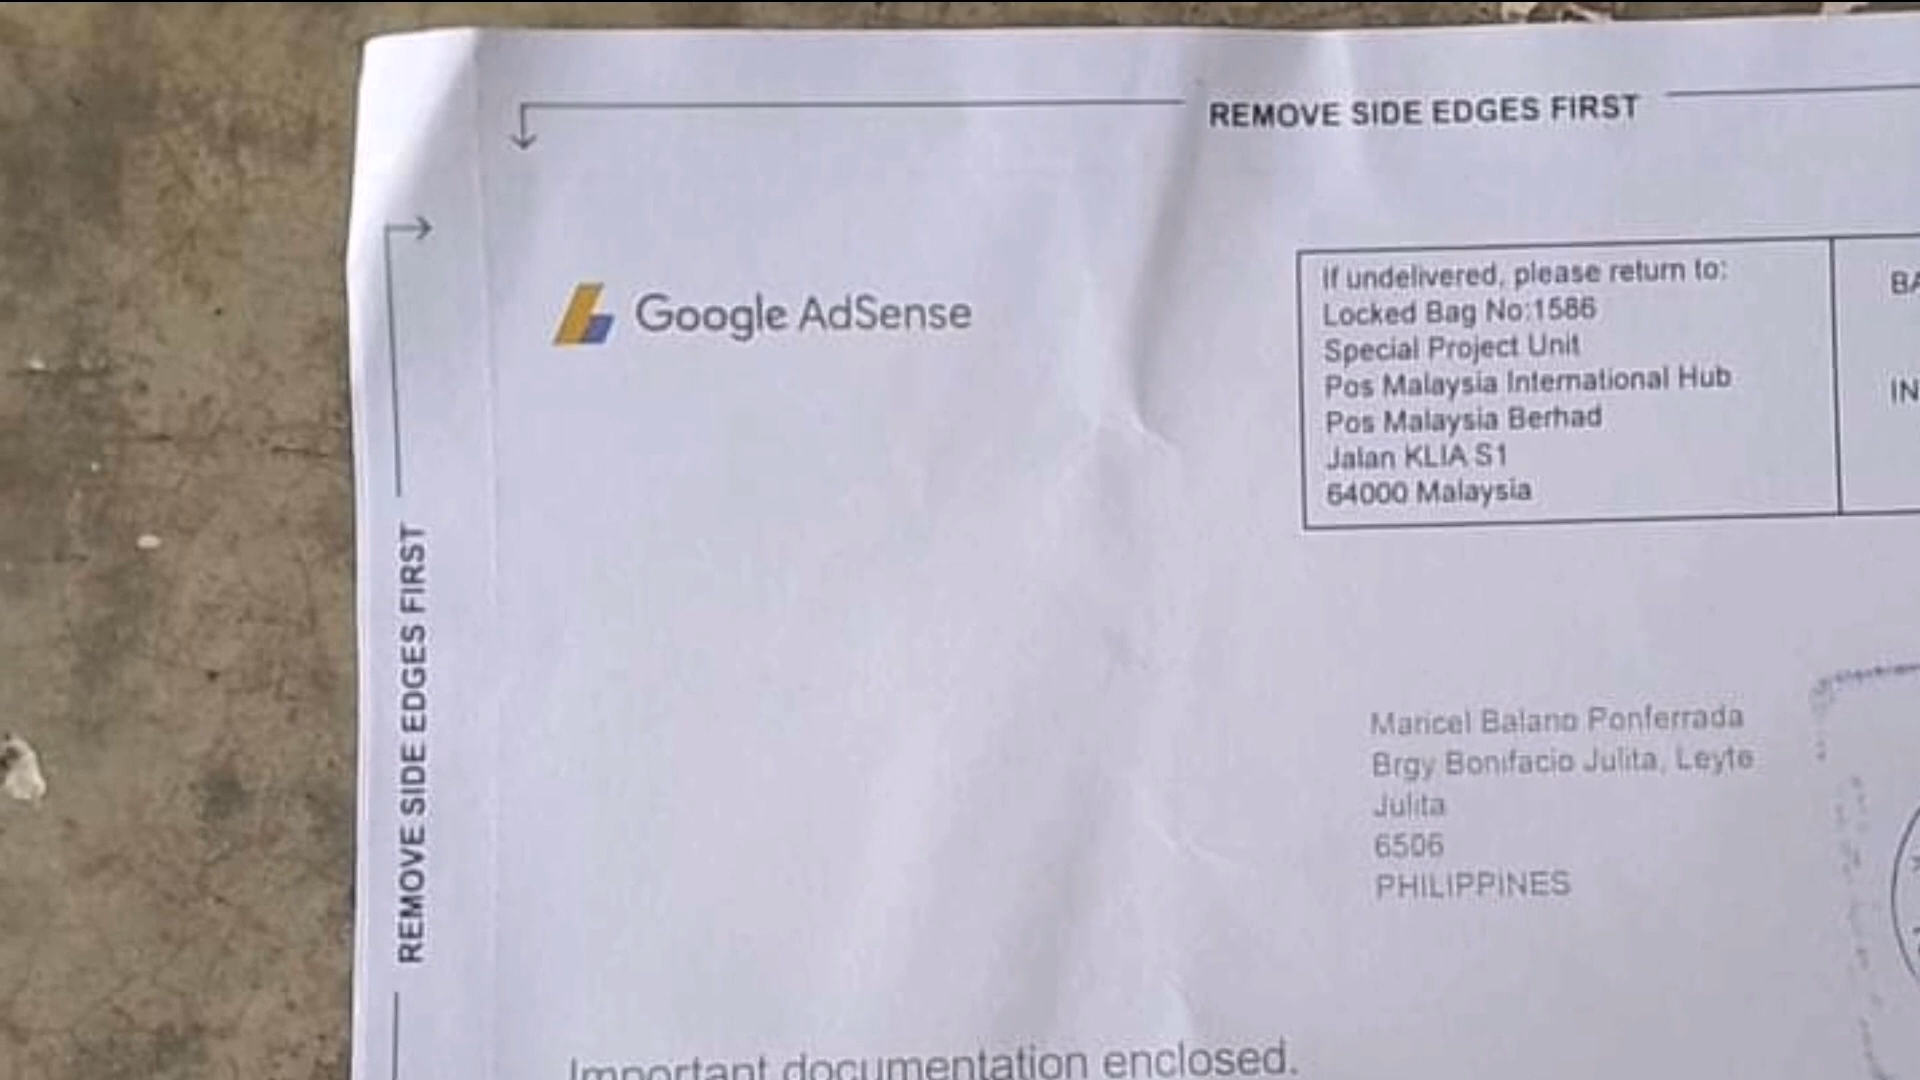 REMOVE SIDE EDGES FIRST
Google AdSense
If undelivered, please return to:
Locked Bag No:1586
Special Project Unit
Pos Malaysia International Hub
Pos Malaysia Berhad
Jalan KLIA S1
64000 Malaysia
BA
IN
REMOVE SIDE EDGES FIRST
Maricel Balano Ponferrada
Brgy Bonifacio Julita, Leyte
Julita
6506
PHILIPPINES
Important documentation enclosed.